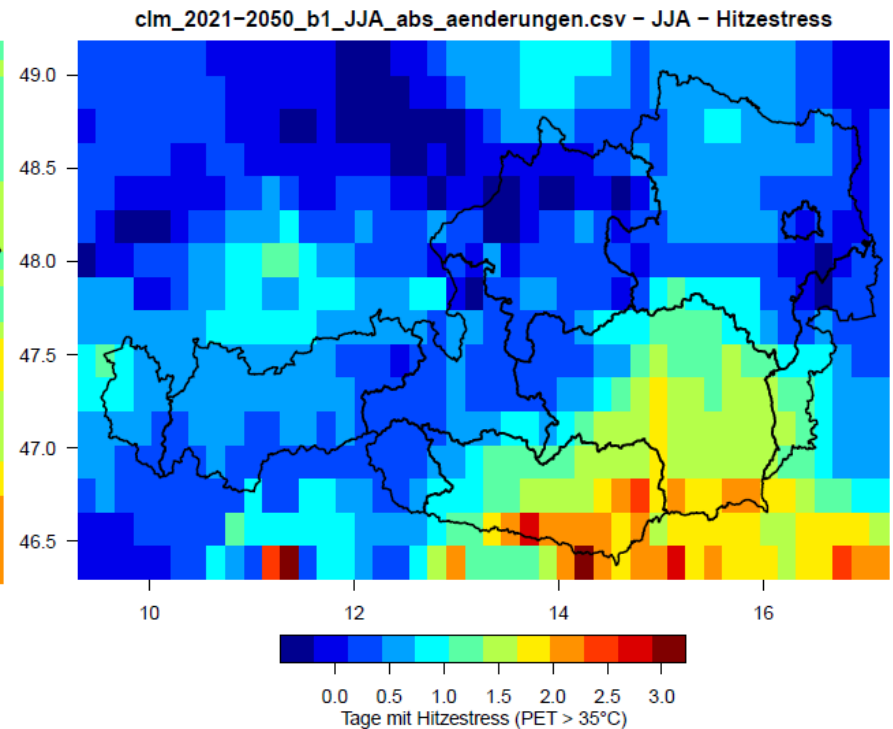 clm_2021−2050_b1_JJA_abs_aenderungen.csv − JJA − Hitzestress
49.0
48.5
48.0
47.5
47.0
46.5
10 12 14 16
0.0 0.5 1.0 1.5 2.0 2.5 3.0
Tage mit Hitzestress (PET > 35°C)